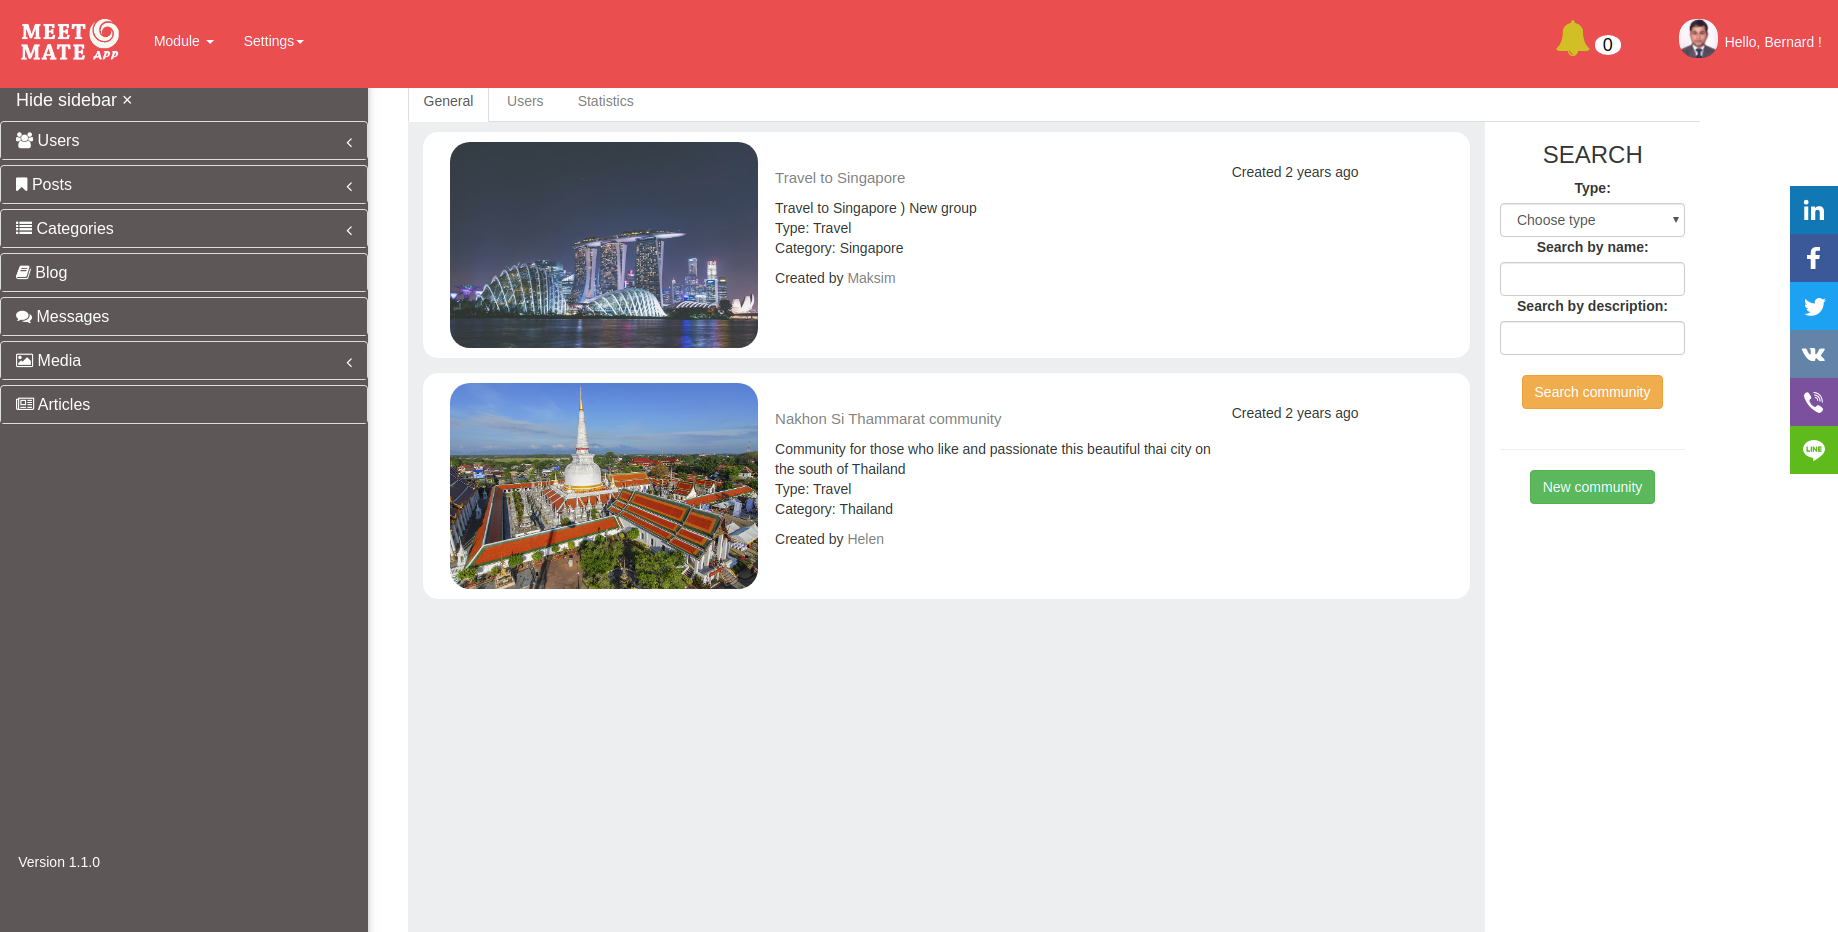 MEET
MATE APP
Module
Settings
0
Hello, Bernard !
Hide sidebar ×
Users
Posts
Categories
Blog
Messages
Media
Articles
Version 1.1.0
General
Users
Statistics
Travel to Singapore
Created 2 years ago
Travel to Singapore ) New group
Type: Travel
Category: Singapore
Created by Maksim
Nakhon Si Thammarat community
Created 2 years ago
Community for those who like and passionate this beautiful thai city on
the south of Thailand
Type: Travel
Category: Thailand
Created by Helen
SEARCH
Type:
Choose type
Search by name:
Search by description:
Search community
New community
in
f
LINE